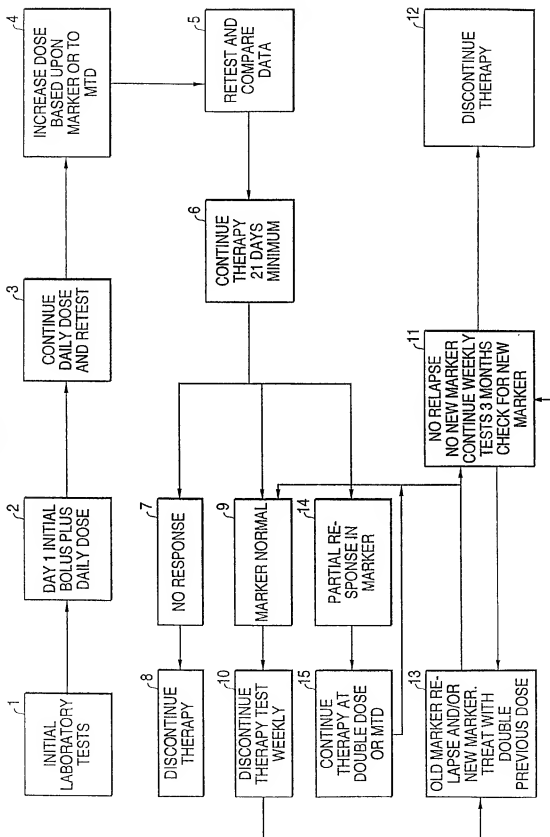 1
INITIAL
LABORATORY
TESTS
2
DAY 1 INITIAL
BOLUS PLUS
DAILY DOSE
3
CONTINUE
DAILY DOSE
AND RETEST
4
INCREASE DOSE
BASED UPON
MARKER OR TO
MTD
5
RETEST AND
COMPARE
DATA
6
CONTINUE
THERAPY
21 DAYS
MINIMUM
7
NO RESPONSE
8
DISCONTINUE
THERAPY
9
MARKER NORMAL
10
DISCONTINUE
THERAPY TEST
WEEKLY
14
PARTIAL RE-
SPONSE IN
MARKER
15
CONTINUE
THERAPY AT
DOUBLE DOSE
OR MTD
11
NO RELAPSE
NO NEW MARKER
CONTINUE WEEKLY
TESTS 3 MONTHS
CHECK FOR NEW
MARKER
12
DISCONTINUE
THERAPY
13
OLD MARKER RE-
LAPSE AND/OR
NEW MARKER.
TREAT WITH
DOUBLE
PREVIOUS DOSE